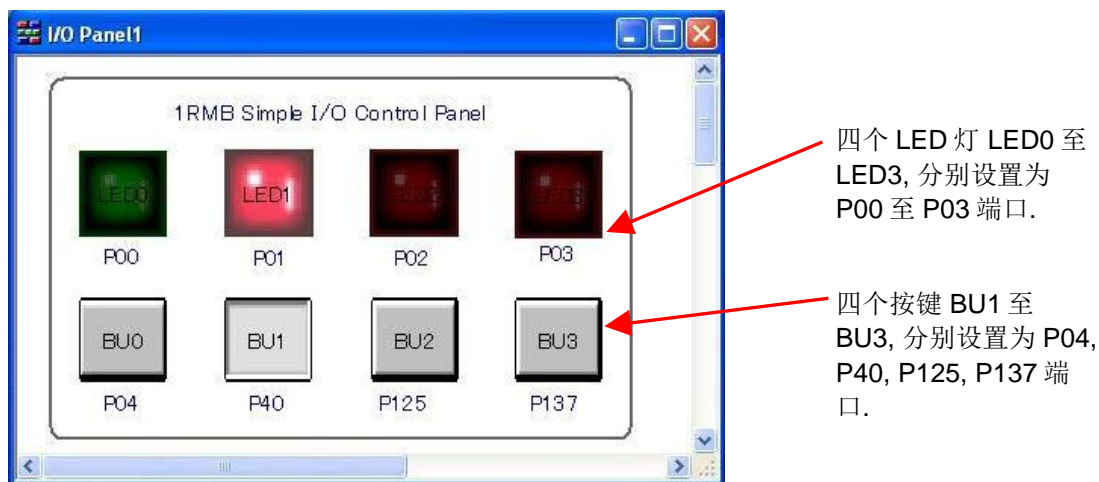 I/O Panel1
1RMB Simple I/O Control Panel
LED0 LED1 LED2 LED3
P00 P01 P02 P03
BU0 BU1 BU2 BU3
P04 P40 P125 P137
四个 LED 灯 LED0 至
LED3, 分别设置为
P00 至 P03 端口.
四个按键 BU1 至
BU3, 分别设置为 P04,
P40, P125, P137 端
口.